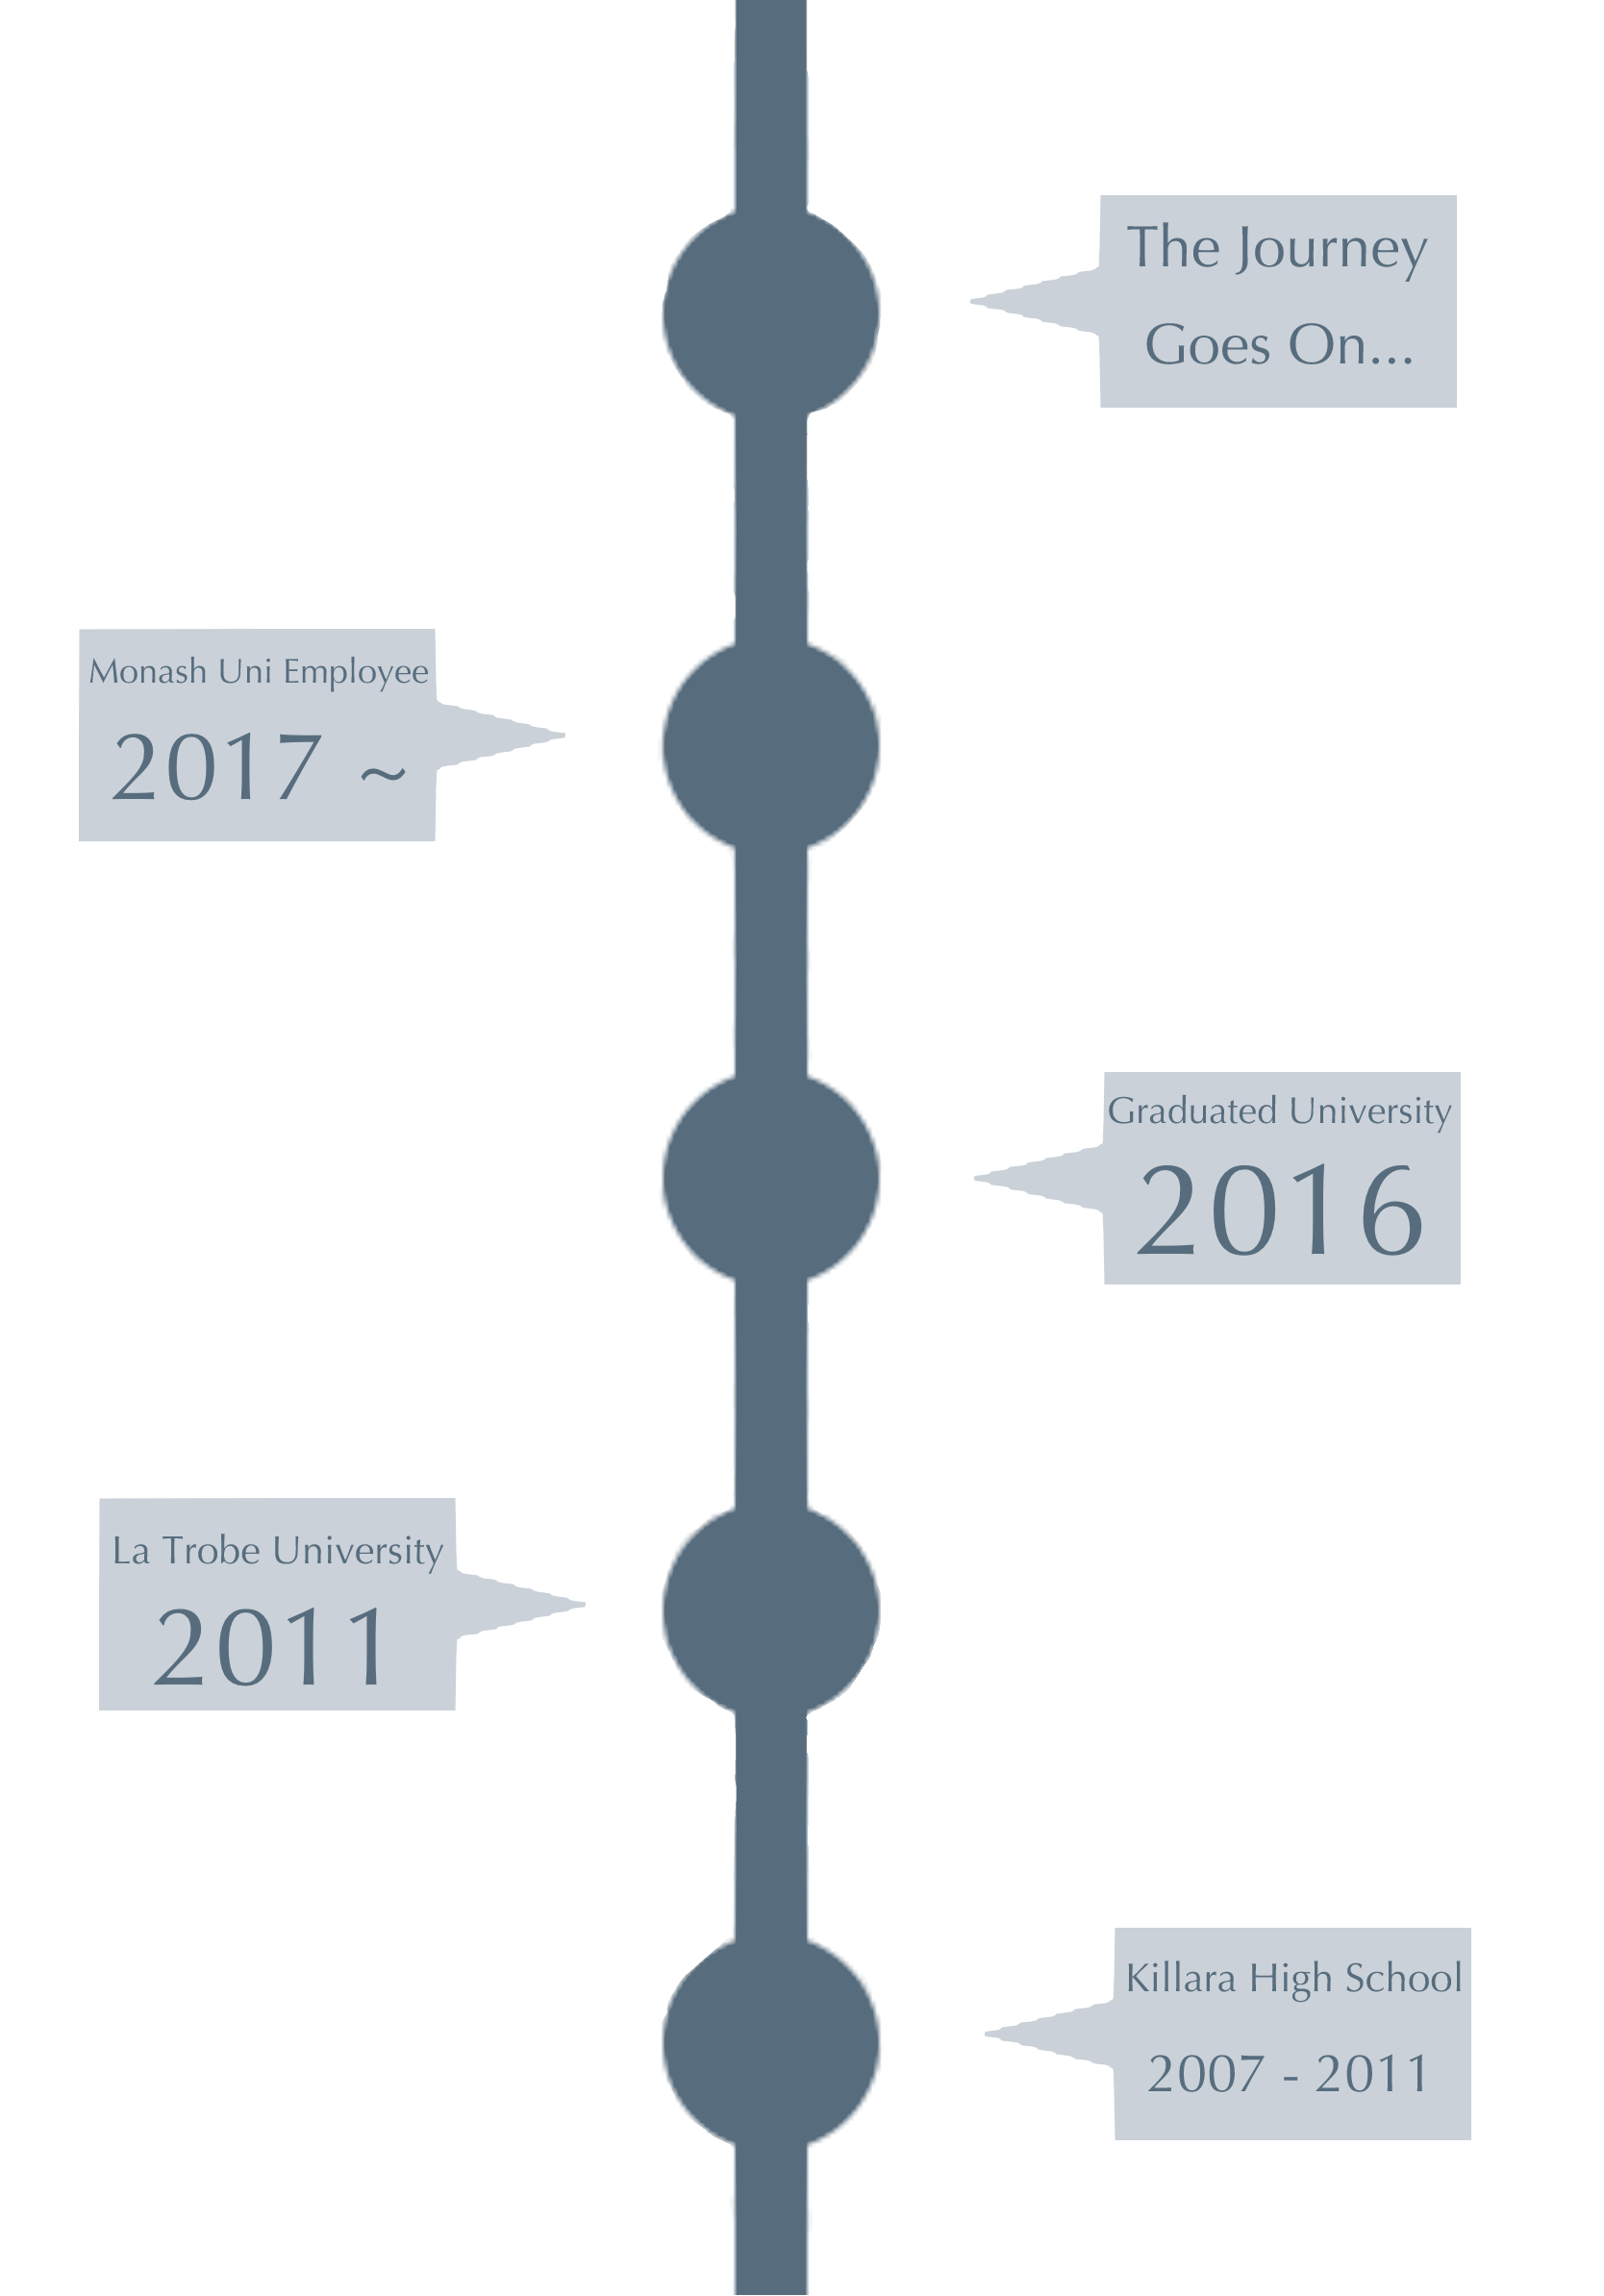 The Journey
Goes On...
Monash Uni Employee
2017 ~
Graduated University
2016
La Trobe University
2011
Killara High School
2007 - 2011